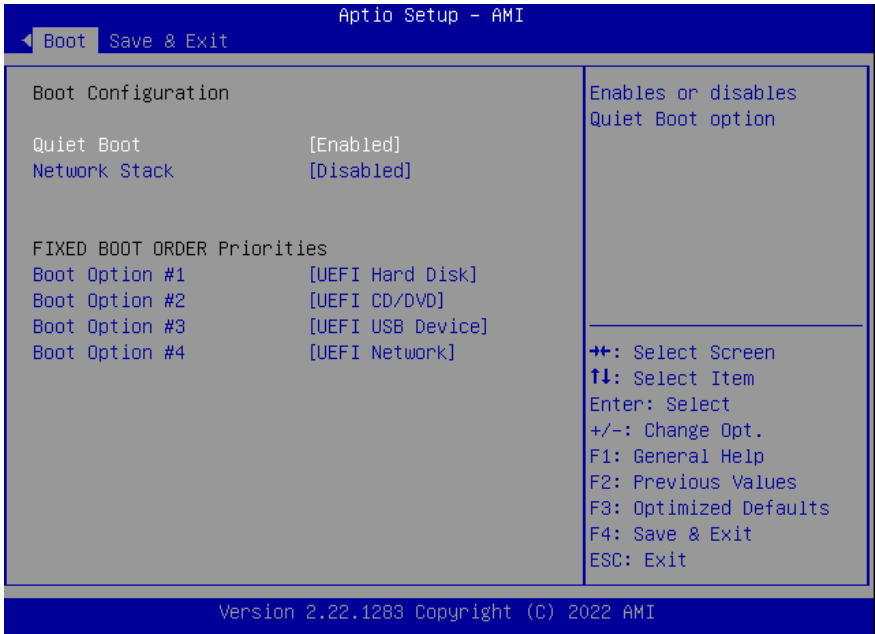 Aptio Setup – AMI
Boot Save & Exit
Boot Configuration
Quiet Boot [Enabled]
Network Stack [Disabled]
FIXED BOOT ORDER Priorities
Boot Option #1 [UEFI Hard Disk]
Boot Option #2 [UEFI CD/DVD]
Boot Option #3 [UEFI USB Device]
Boot Option #4 [UEFI Network]
Enables or disables
Quiet Boot option
→←: Select Screen
↑↓: Select Item
Enter: Select
+/-: Change Opt.
F1: General Help
F2: Previous Values
F3: Optimized Defaults
F4: Save & Exit
ESC: Exit
Version 2.22.1283 Copyright (C) 2022 AMI